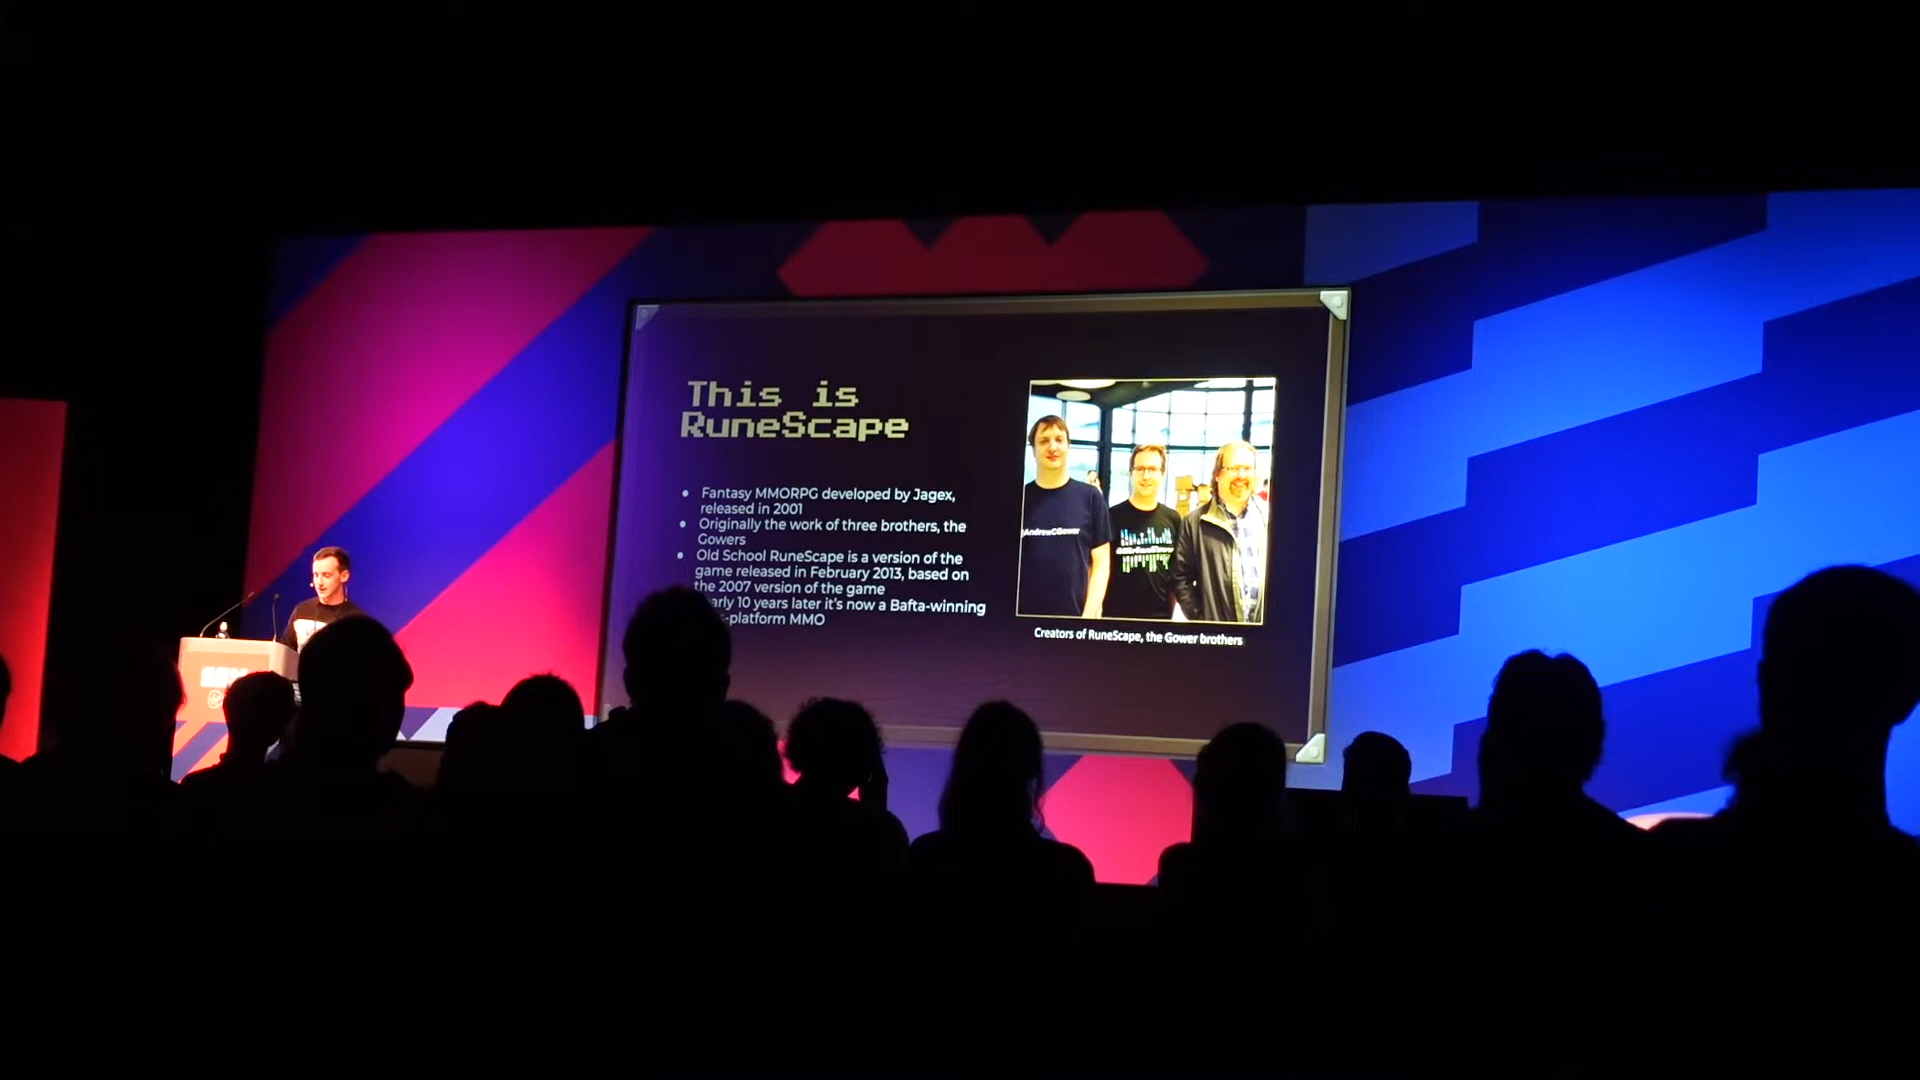 This is
RuneScape
Fantasy MMORPG developed by Jagex,
released in 2001
Originally the work of three brothers, the
Gowers
Old School RuneScape is a version of the
game released in February 2013, based on
the 2007 version of the game
10 years later it's now a Bafta-winning
-platform MMO
AndrewCGower
Creators of RuneScape, the Gower brothers